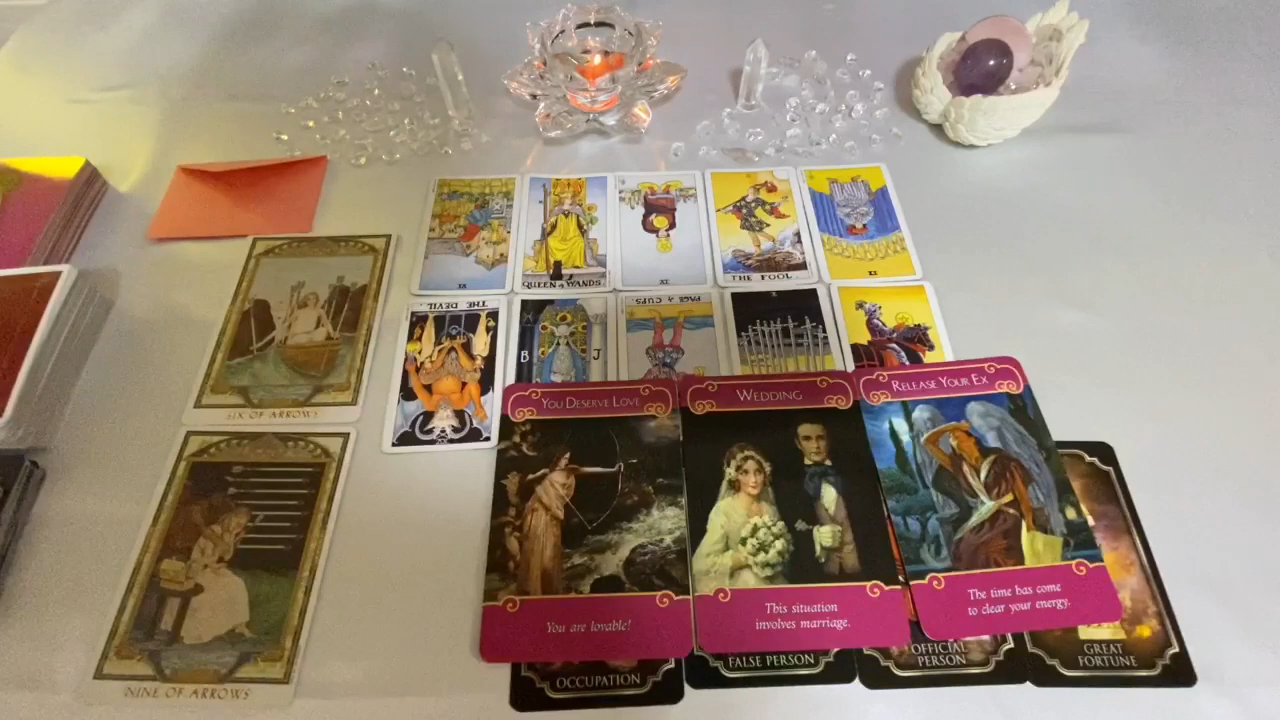 VI
QUEEN of WANDS
IX
THE FOOL
THE DEVIL
B
J
PAGE of CUPS.
SIX OF ARROWS
NINE OF ARROWS
YOU DESERVE LOVE
You are lovable!
WEDDING
This situation
involves marriage.
RELEASE YOUR EX
The time has come
to clear your energy.
OCCUPATION
FALSE PERSON
OFFICIAL
PERSON
GREAT
FORTUNE